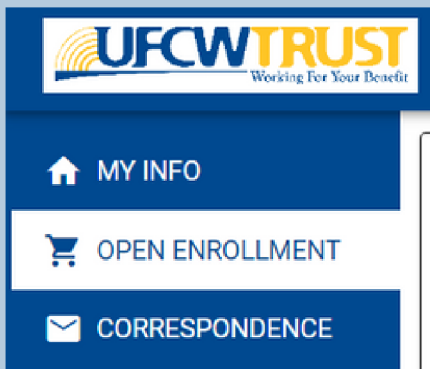 UFCWTRUST
Working For Your Benefit
MY INFO
OPEN ENROLLMENT
CORRESPONDENCE